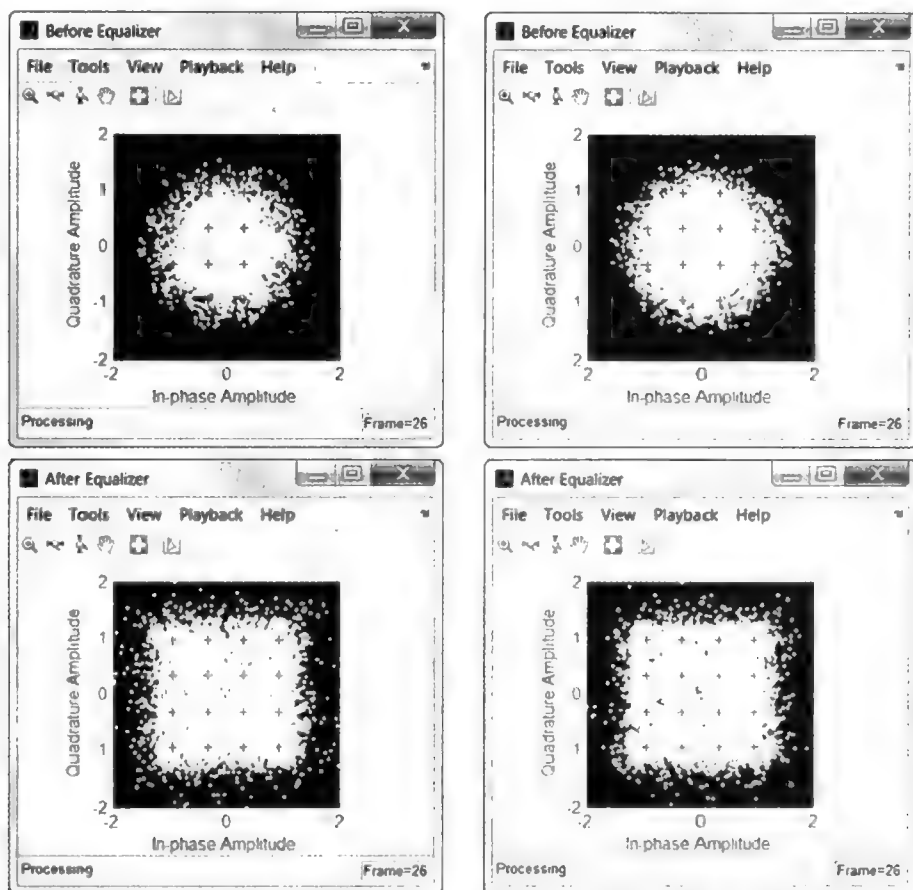 Before Equalizer
File Tools View Playback Help
Quadrature Amplitude
2
1
0
-1
-2
-2 0 2
In-phase Amplitude
Processing Frame=26
Before Equalizer
File Tools View Playback Help
Quadrature Amplitude
2
1
0
1
2
-2 0 2
In-phase Amplitude
Processing Frame=26
After Equalizer
File Tools View Playback Help
Quadrature Amplitude
2
1
0
1
-2
-2 0 2
In-phase Amplitude
Processing Frame=26
After Equalizer
File Tools View Playback Help
Quadrature Amplitude
2
1
0
1
-2
-2 0 2
In-phase Amplitude
Processing Frame=26